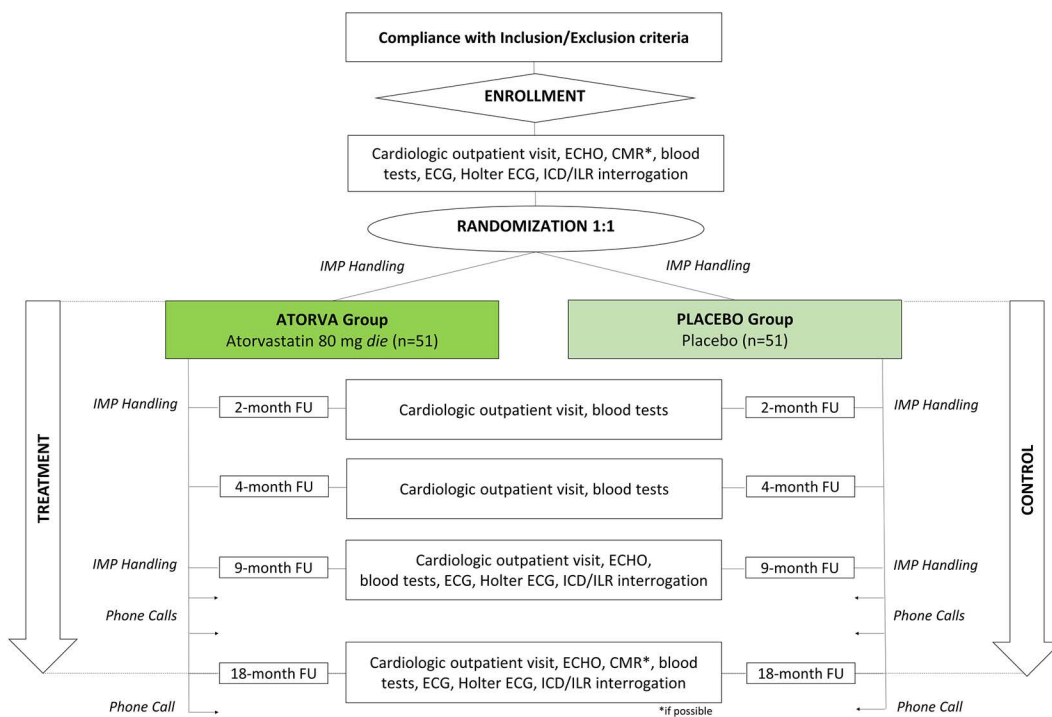 Compliance with Inclusion/Exclusion criteria
ENROLLMENT
Cardiologic outpatient visit, ECHO, CMR*, blood
tests, ECG, Holter ECG, ICD/ILR interrogation
RANDOMIZATION 1:1
IMP Handling
IMP Handling
ATORVA Group
Atorvastatin 80 mg die (n=51)
PLACEBO Group
Placebo (n=51)
TREATMENT
CONTROL
IMP Handling
2-month FU
Cardiologic outpatient visit, blood tests
2-month FU
IMP Handling
4-month FU
Cardiologic outpatient visit, blood tests
4-month FU
IMP Handling
9-month FU
Cardiologic outpatient visit, ECHO,
blood tests, ECG, Holter ECG, ICD/ILR interrogation
9-month FU
IMP Handling
Phone Calls
Phone Calls
18-month FU
Cardiologic outpatient visit, ECHO, CMR*, blood
tests, ECG, Holter ECG, ICD/ILR interrogation
18-month FU
Phone Call
*if possible
Phone Call